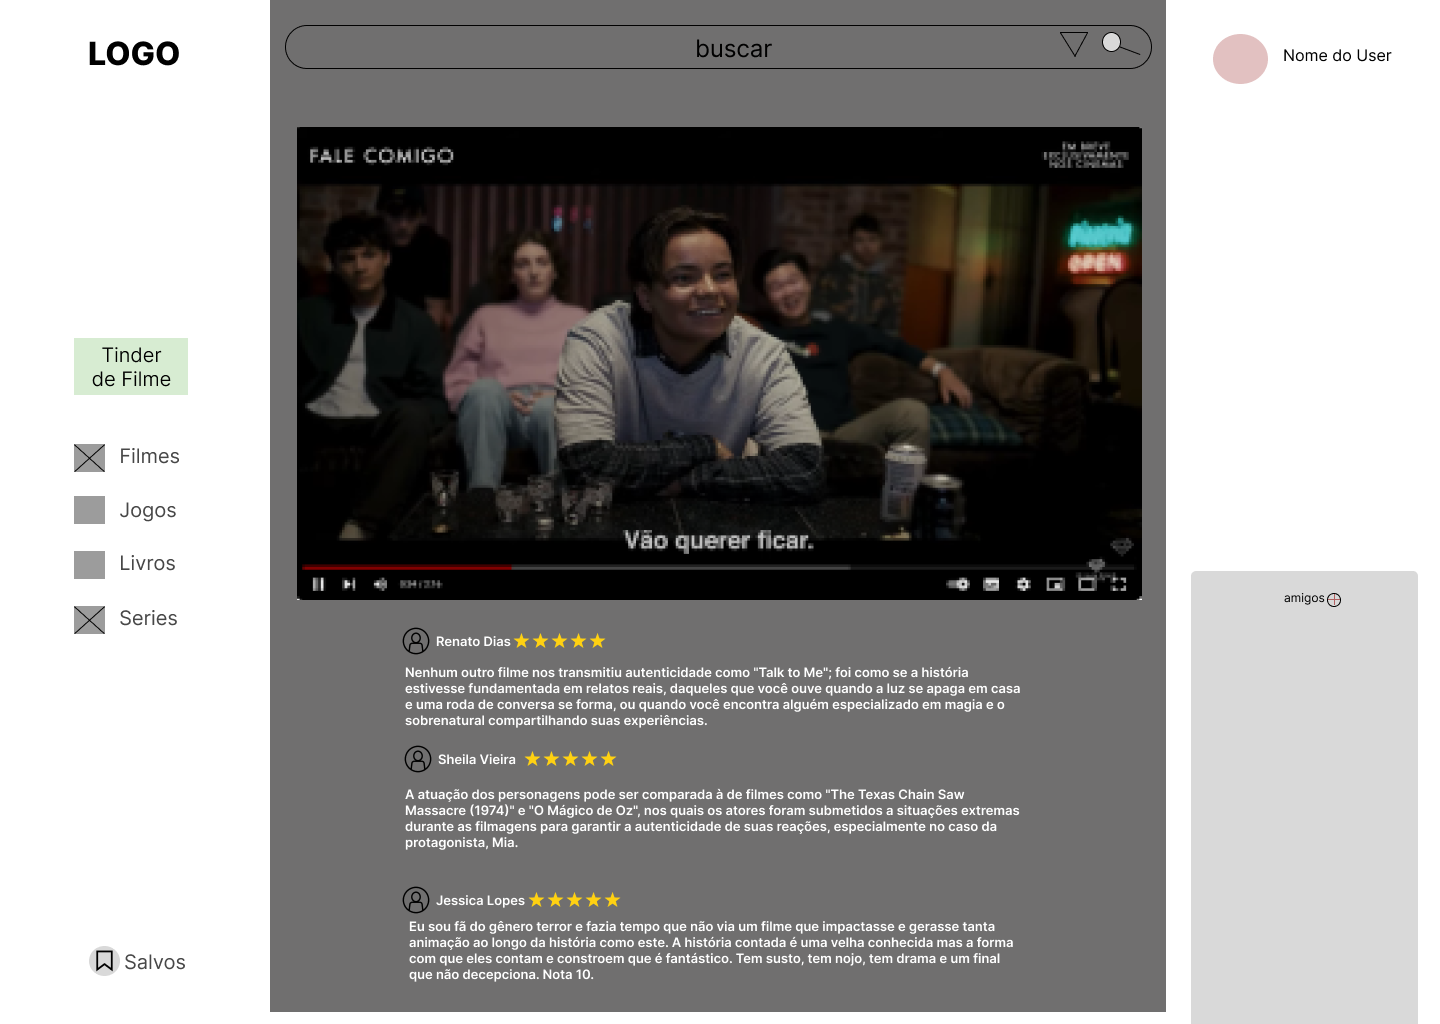 LOGO
buscar
Nome do User
FALE COMIGO
EM BREVE
EXCLUSIVAMENTE
NOS CINEMAS
OPEN
Tinder
de Filme
Filmes
Jogos
Livros
Series
Vão querer ficar.
amigos
Renato Dias
Nenhum outro filme nos transmitiu autenticidade como "Talk to Me"; foi como se a história
estivesse fundamentada em relatos reais, daqueles que você ouve quando a luz se apaga em casa
e uma roda de conversa se forma, ou quando você encontra alguém especializado em magia e o
sobrenatural compartilhando suas experiências.
Sheila Vieira
A atuação dos personagens pode ser comparada à de filmes como "The Texas Chain Saw
Massacre (1974)" e "O Mágico de Oz", nos quais os atores foram submetidos a situações extremas
durante as filmagens para garantir a autenticidade de suas reações, especialmente no caso da
protagonista, Mia.
Jessica Lopes
Eu sou fã do gênero terror e fazia tempo que não via um filme que impactasse e gerasse tanta
animação ao longo da história como este. A história contada é uma velha conhecida mas a forma
com que eles contam e constroem que é fantástico. Tem susto, tem nojo, tem drama e um final
que não decepciona. Nota 10.
Salvos